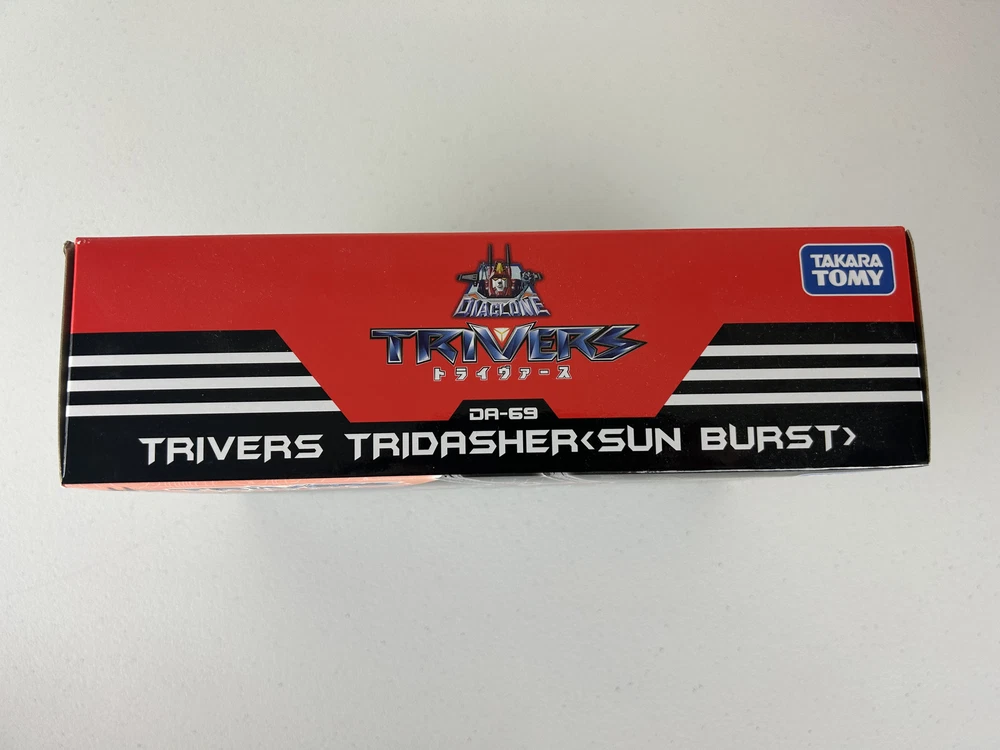 TAKARA
TOMY
DIACLONE
TRIVERS
トライヴァース
DA-69
TRIVERS TRIDASHER<SUN BURST>